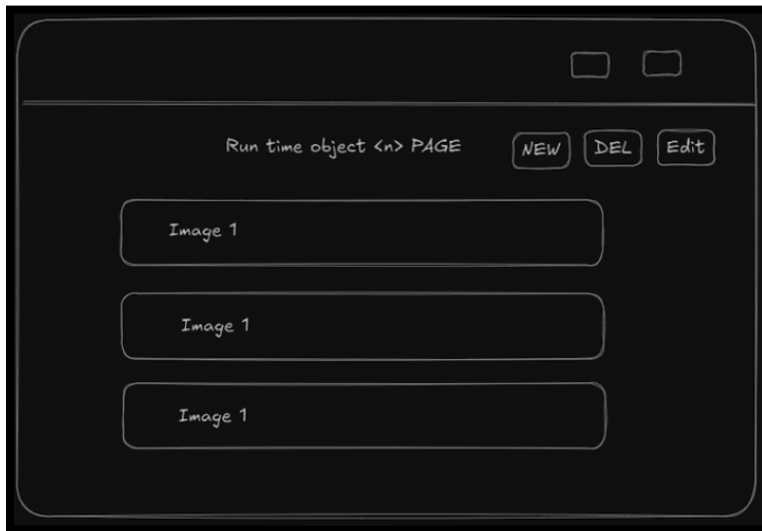 Run time object <n> PAGE
NEW
DEL
Edit
Image 1
Image 1
Image 1